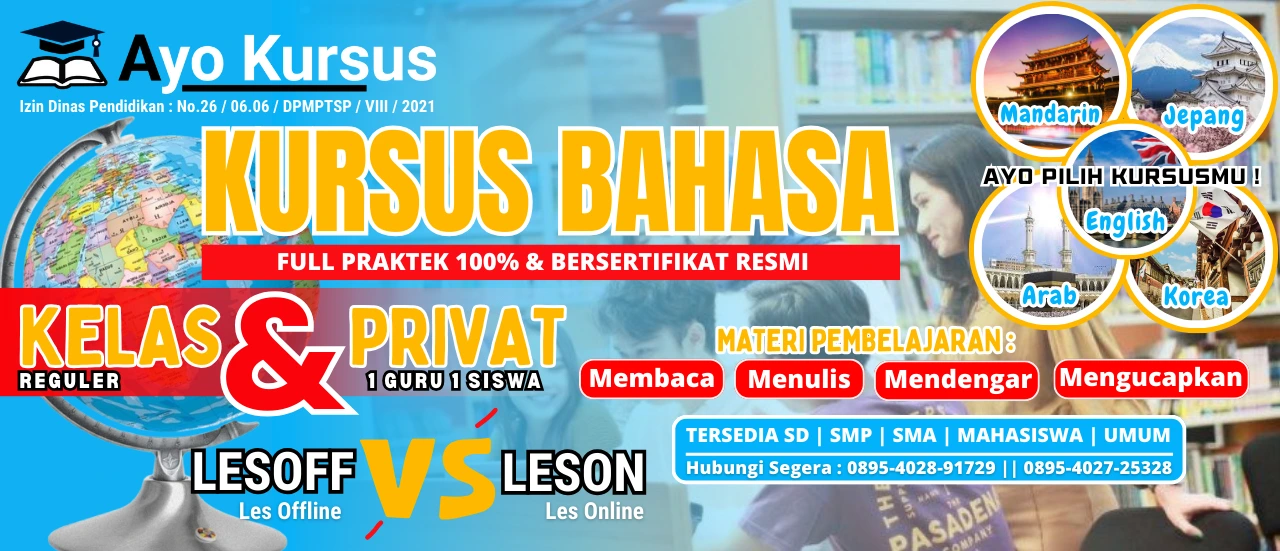 Ayo Kursus
Izin Dinas Pendidikan : No.26 / 06.06 / DPMPTSP / VIII / 2021
KURSUS BAHASA
FULL PRAKTEK 100% & BERSERTIFIKAT RESMI
KELAS & PRIVAT
REGULER
1 GURU 1 SISWA
LESOFF VS LESON
Les Offline
Les Online
Mandarin
Jepang
AYO PILIH KURSUSMU !
English
Arab
Korea
MATERI PEMBELAJARAN :
Membaca
Menulis
Mendengar
Mengucapkan
TERSEDIA SD | SMP | SMA | MAHASISWA | UMUM
Hubungi Segera : 0895-4028-91729 || 0895-4027-25328
PASADENA